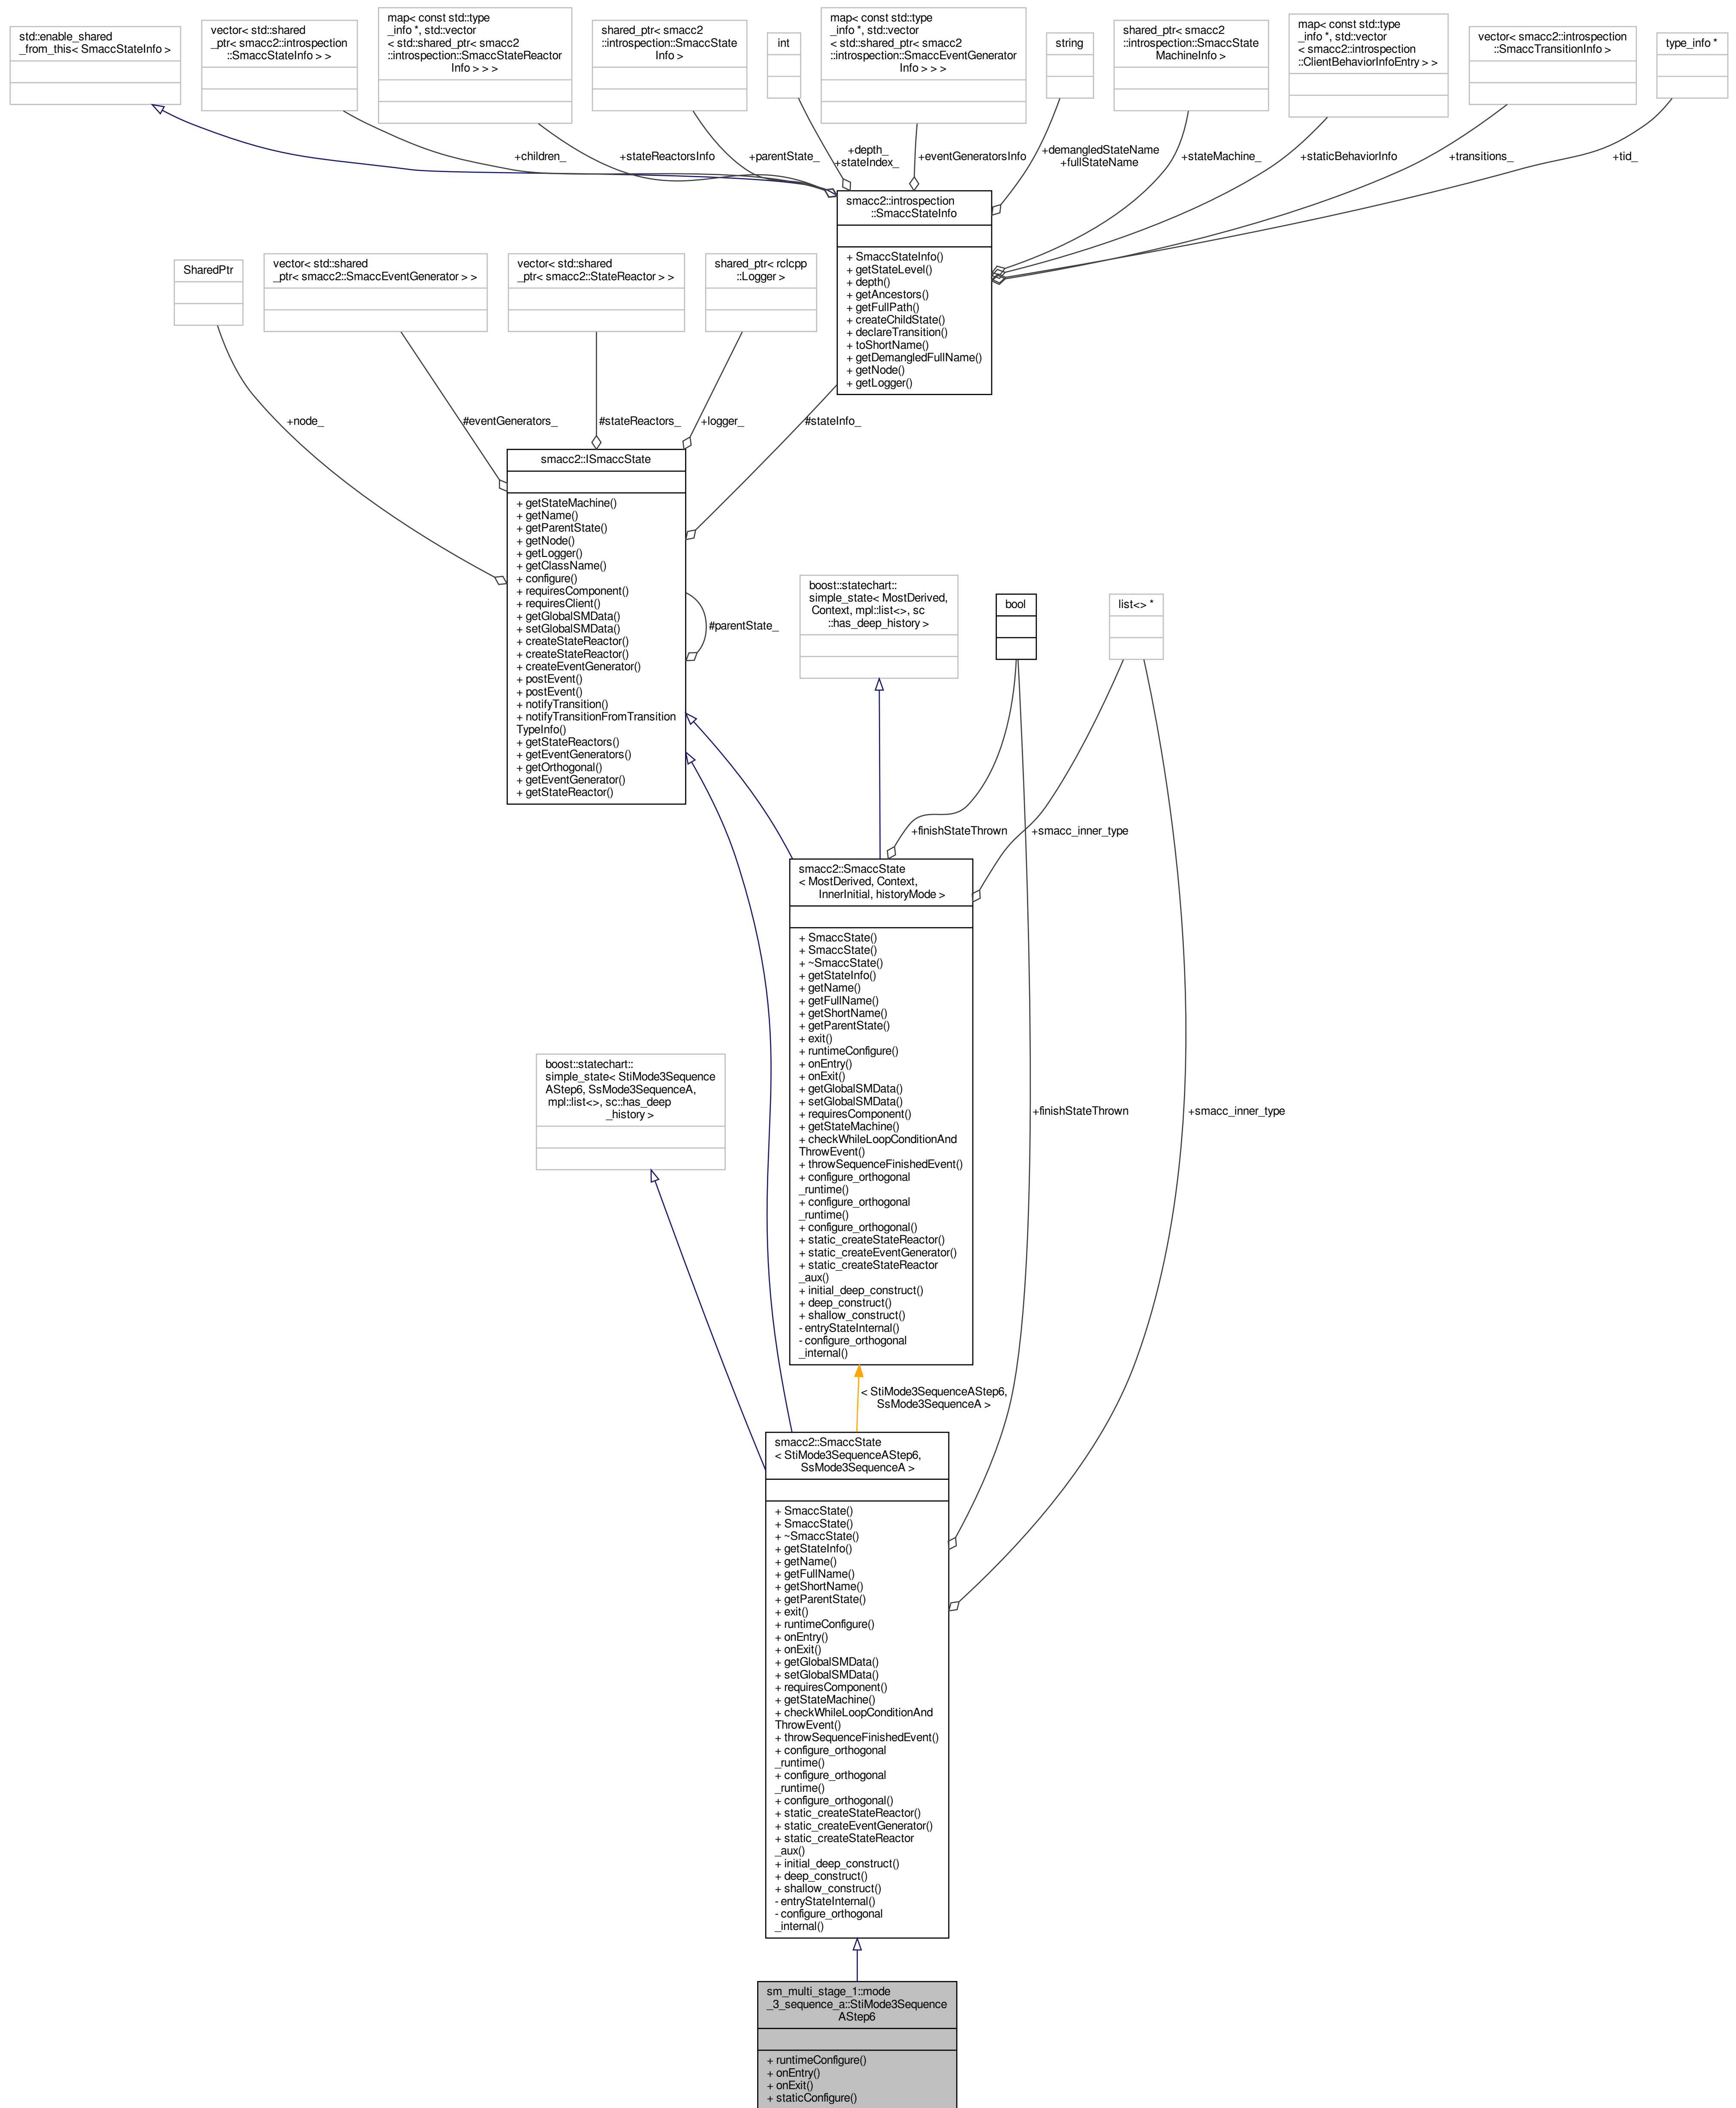 std::enable_shared
_from_this< SmaccStateInfo >
vector< std::shared
_ptr< smacc2::introspection
::SmaccStateInfo > >
map< const std::type
_info *, std::vector
< std::shared_ptr< smacc2
::introspection::SmaccStateReactor
Info > > >
shared_ptr< smacc2
::introspection::SmaccState
Info >
int
map< const std::type
_info *, std::vector
< std::shared_ptr< smacc2
::introspection::SmaccEventGenerator
Info > > >
string
shared_ptr< smacc2
::introspection::SmaccState
MachineInfo >
map< const std::type
_info *, std::vector
< smacc2::introspection
::ClientBehaviorInfoEntry > >
vector< smacc2::introspection
::SmaccTransitionInfo >
type_info *
+children_
+stateReactorsInfo
+parentState_
+depth_
+stateIndex_
+eventGeneratorsInfo
+demangledStateName
+fullStateName
+stateMachine_
+staticBehaviorInfo
+transitions_
+tid_
smacc2::introspection
::SmaccStateInfo
+ SmaccStateInfo()
+ getStateLevel()
+ depth()
+ getAncestors()
+ getFullPath()
+ createChildState()
+ declareTransition()
+ toShortName()
+ getDemangledFullName()
+ getNode()
+ getLogger()
SharedPtr
vector< std::shared
_ptr< smacc2::SmaccEventGenerator > >
vector< std::shared
_ptr< smacc2::StateReactor > >
shared_ptr< rclcpp
::Logger >
+node_
#eventGenerators_
#stateReactors_
+logger_
#stateInfo_
smacc2::ISmaccState
+ getStateMachine()
+ getName()
+ getParentState()
+ getNode()
+ getLogger()
+ getClassName()
+ configure()
+ requiresComponent()
+ requiresClient()
+ getGlobalSMData()
+ setGlobalSMData()
+ createStateReactor()
+ createStateReactor()
+ createEventGenerator()
+ postEvent()
+ postEvent()
+ notifyTransition()
+ notifyTransitionFromTransition
TypeInfo()
+ getStateReactors()
+ getEventGenerators()
+ getOrthogonal()
+ getEventGenerator()
+ getStateReactor()
#parentState_
boost::statechart::
simple_state< MostDerived,
Context, mpl::list<>, sc
::has_deep_history >
bool
list<> *
+finishStateThrown
+smacc_inner_type
smacc2::SmaccState
< MostDerived, Context,
InnerInitial, historyMode >
+ SmaccState()
+ SmaccState()
+ ~SmaccState()
+ getStateInfo()
+ getName()
+ getFullName()
+ getShortName()
+ getParentState()
+ exit()
+ runtimeConfigure()
+ onEntry()
+ onExit()
+ getGlobalSMData()
+ setGlobalSMData()
+ requiresComponent()
+ getStateMachine()
+ checkWhileLoopConditionAnd
ThrowEvent()
+ throwSequenceFinishedEvent()
+ configure_orthogonal
_runtime()
+ configure_orthogonal
_runtime()
+ configure_orthogonal()
+ static_createStateReactor()
+ static_createEventGenerator()
+ static_createStateReactor
_aux()
+ initial_deep_construct()
+ deep_construct()
+ shallow_construct()
- entryStateInternal()
- configure_orthogonal
_internal()
boost::statechart::
simple_state< StiMode3Sequence
AStep6, SsMode3SequenceA,
mpl::list<>, sc::has_deep
_history >
+finishStateThrown
+smacc_inner_type
< StiMode3SequenceAStep6,
SsMode3SequenceA >
smacc2::SmaccState
< StiMode3SequenceAStep6,
SsMode3SequenceA >
+ SmaccState()
+ SmaccState()
+ ~SmaccState()
+ getStateInfo()
+ getName()
+ getFullName()
+ getShortName()
+ getParentState()
+ exit()
+ runtimeConfigure()
+ onEntry()
+ onExit()
+ getGlobalSMData()
+ setGlobalSMData()
+ requiresComponent()
+ getStateMachine()
+ checkWhileLoopConditionAnd
ThrowEvent()
+ throwSequenceFinishedEvent()
+ configure_orthogonal
_runtime()
+ configure_orthogonal
_runtime()
+ configure_orthogonal()
+ static_createStateReactor()
+ static_createEventGenerator()
+ static_createStateReactor
_aux()
+ initial_deep_construct()
+ deep_construct()
+ shallow_construct()
- entryStateInternal()
- configure_orthogonal
_internal()
sm_multi_stage_1::mode
_3_sequence_a::StiMode3Sequence
AStep6
+ runtimeConfigure()
+ onEntry()
+ onExit()
+ staticConfigure()